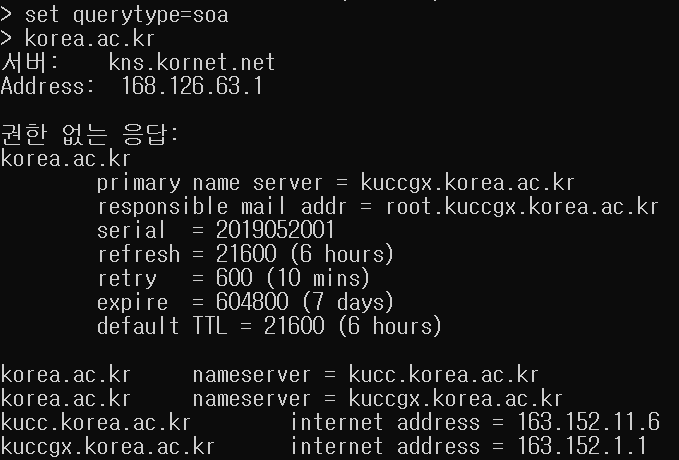 > set querytype=soa
> korea.ac.kr
서버:    kns.kornet.net
Address:  168.126.63.1

권한 없는 응답:
korea.ac.kr
        primary name server = kuccgx.korea.ac.kr
        responsible mail addr = root.kuccgx.korea.ac.kr
        serial  = 2019052001
        refresh = 21600 (6 hours)
        retry   = 600 (10 mins)
        expire  = 604800 (7 days)
        default TTL = 21600 (6 hours)

korea.ac.kr     nameserver = kucc.korea.ac.kr
korea.ac.kr     nameserver = kuccgx.korea.ac.kr
kucc.korea.ac.kr        internet address = 163.152.11.6
kuccgx.korea.ac.kr      internet address = 163.152.1.1